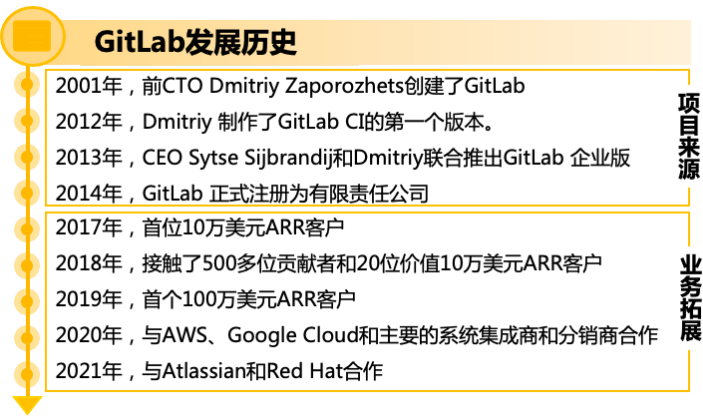 GitLab发展历史
2001年，前CTO Dmitriy Zaporozhets创建了GitLab
2012年，Dmitriy 制作了GitLab CI的第一个版本。
2013年，CEO Sytse Sijbrandij和Dmitriy联合推出GitLab 企业版
2014年，GitLab 正式注册为有限责任公司
项目来源
2017年，首位10万美元ARR客户
2018年，接触了500多位贡献者和20位价值10万美元ARR客户
2019年，首个100万美元ARR客户
2020年，与AWS、Google Cloud和主要的系统集成商和分销商合作
2021年，与Atlassian和Red Hat合作
业务拓展